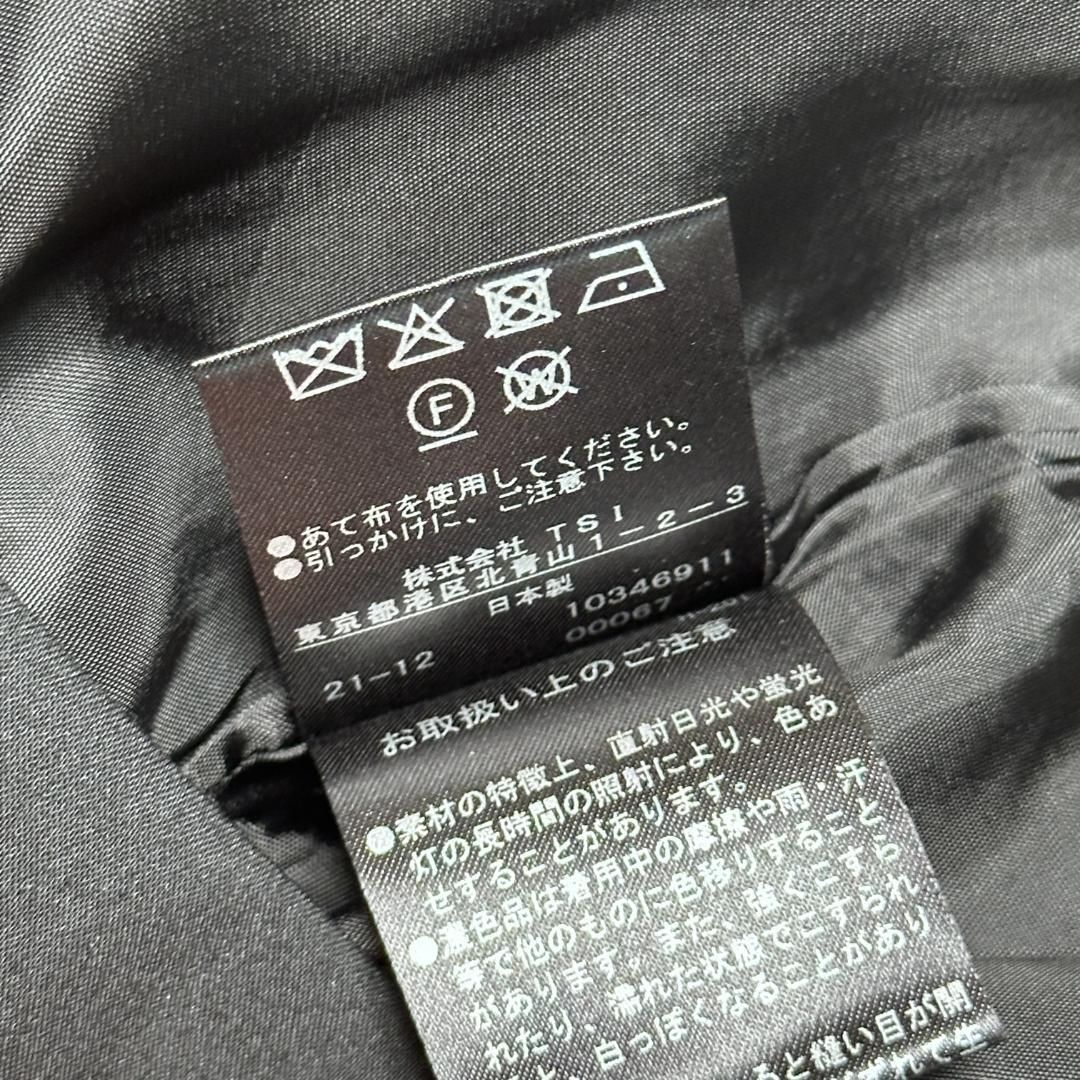 F
W
●あて布を使用してください。
●引っかけに、ご注意下さい。
株式会社 TSI
東京都港区北青山1-2-3
日本製
10346911
21-12
00067
お取扱い上のご注意
●素材の特徴上、直射日光や蛍光
灯の長時間の照射により、色あ
せすることがあります。
●濃色品は着用中の摩擦や雨・汗
等で他のものに色移りすること
があります。また、強くこすら
れたり、濡れた状態でこすられ
白っぽくなることがあり
と縫い目が開